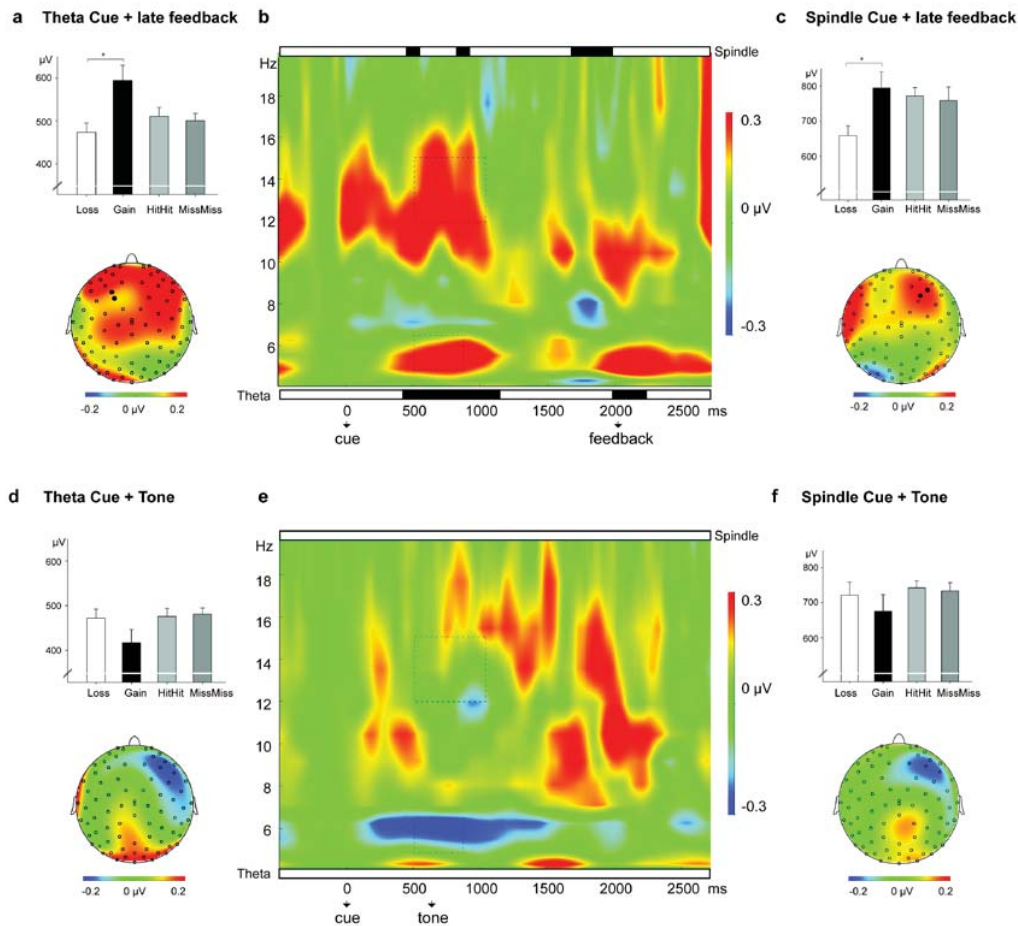 a Theta Cue + late feedback
µV
600
500
400
*
Loss Gain HitHit MissMiss
-0.2 0 µV 0.2
b
Spindle
Hz
18
16
14
12
10
8
6
Theta
0 500 1000 1500 2000 2500 ms
cue feedback
0.3
0 µV
-0.3
c Spindle Cue + late feedback
µV
800
700
600
*
Loss Gain HitHit MissMiss
-0.2 0 µV 0.2
d Theta Cue + Tone
µV
600
500
400
Loss Gain HitHit MissMiss
-0.2 0 µV 0.2
e
Spindle
Hz
18
16
14
12
10
8
6
Theta
0 500 1000 1500 2000 2500 ms
cue tone
0.3
0 µV
-0.3
f Spindle Cue + Tone
µV
800
700
600
Loss Gain HitHit MissMiss
-0.2 0 µV 0.2